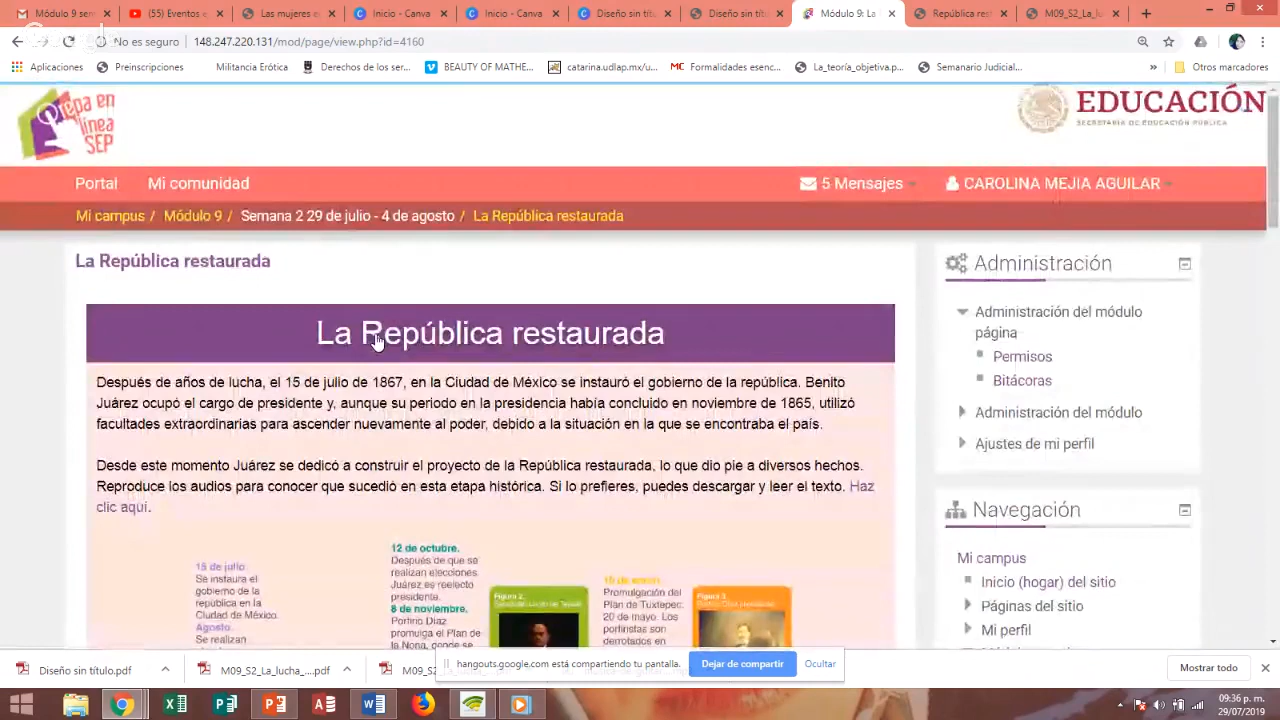 Módulo 9 sem
(55) Eventos e
Las mujeres e
Inicio - Canva
Inicio - Canva
Diseño sin tít
Diseño sin tít
Módulo 9: La
República rest
M09_S2_La_lu
No es seguro
148.247.220.131/mod/page/view.php?id=4160
Aplicaciones
Preinscripciones
Militancia Erótica
Derechos de los ser...
BEAUTY OF MATHE...
catarina.udlap.mx/u...
Formalidades esenc...
La_teoría_objetiva.p...
Semanario Judicial...
»
Otros marcadores
Prepa en
línea
SEP
EDUCACIÓN
SECRETARÍA DE EDUCACIÓN PÚBLICA
Portal
Mi comunidad
5 Mensajes
CAROLINA MEJIA AGUILAR
Mi campus / Módulo 9 / Semana 2 29 de julio - 4 de agosto / La República restaurada
La República restaurada
La República restaurada
Después de años de lucha, el 15 de julio de 1867, en la Ciudad de México se instauró el gobierno de la república. Benito
Juárez ocupó el cargo de presidente y, aunque su periodo en la presidencia había concluido en noviembre de 1865, utilizó
facultades extraordinarias para ascender nuevamente al poder, debido a la situación en la que se encontraba el país.
Desde este momento Juárez se dedicó a construir el proyecto de la República restaurada, lo que dio pie a diversos hechos.
Reproduce los audios para conocer que sucedió en esta etapa histórica. Si lo prefieres, puedes descargar y leer el texto. Haz
clic aquí.
15 de julio
Se instaura el
gobierno de la
república en la
Ciudad de México.
Agosto.
Se realizan
12 de octubre.
Después de que se
realizan elecciones
Juárez es reelecto
presidente.
8 de noviembre.
Porfirio Díaz
promulga el Plan de
la Noria, donde se
Figura 2.
10 de enero.
Promulgación del
Plan de Tuxtepec.
20 de mayo. Los
porfiristas son
derrotados en
Figura 3.
Administración
Administración del módulo
página
Permisos
Bitácoras
Administración del módulo
Ajustes de mi perfil
Navegación
Mi campus
Inicio (hogar) del sitio
Páginas del sitio
Mi perfil
Diseño sin título.pdf
M09_S2_La_lucha_....pdf
hangouts.google.com está compartiendo tu pantalla.
Dejar de compartir
Ocultar
Mostrar todo
09:36 p. m.
29/07/2019